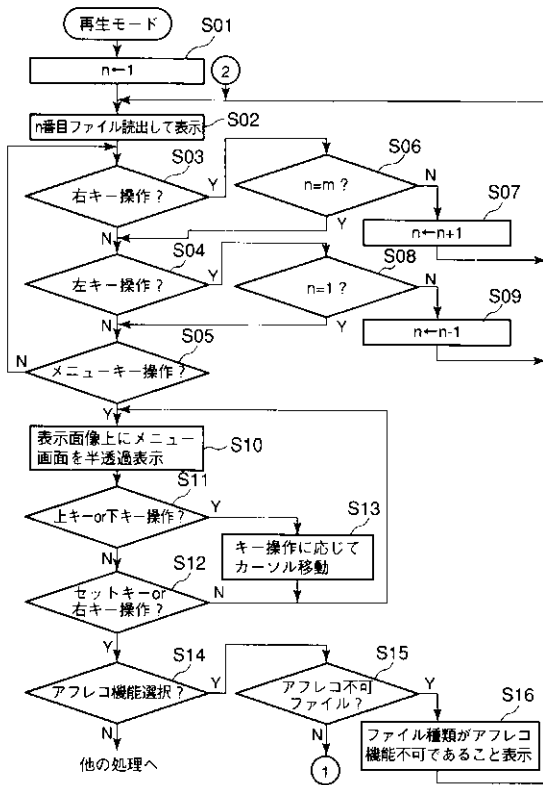 再生モード
S01
n←1
2
n番目ファイル読出して表示
S02
S03
右キー操作？
Y
N
S06
n=m？
N
Y
S07
n←n+1
S04
左キー操作？
Y
N
S08
n=1？
N
Y
S09
n←n-1
S05
メニューキー操作？
N
Y
表示画像上にメニュー
画面を半透過表示
S10
S11
上キーor下キー操作？
Y
N
S13
キー操作に応じて
カーソル移動
S12
セットキーor
右キー操作？
N
Y
S14
アフレコ機能選択？
Y
N
他の処理へ
S15
アフレコ不可
ファイル？
Y
N
1
S16
ファイル種類がアフレコ
機能不可であること表示